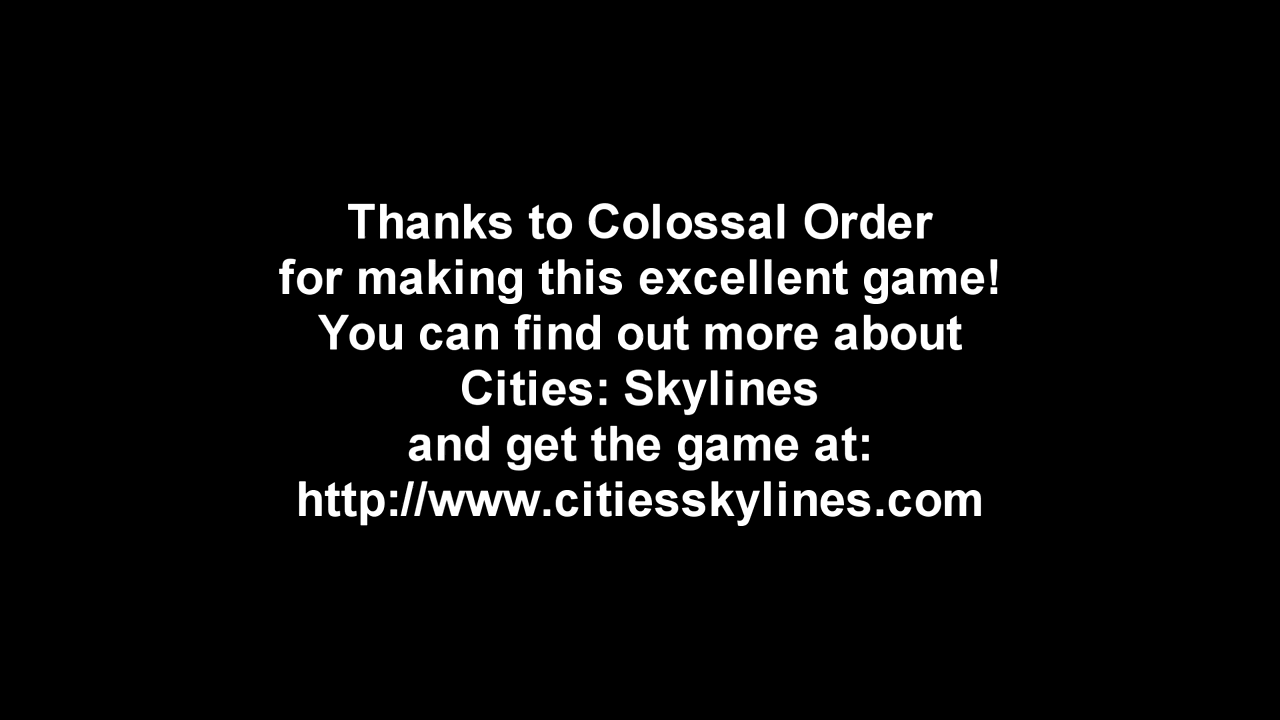 Thanks to Colossal Order
for making this excellent game!
You can find out more about
Cities: Skylines
and get the game at:
http://www.citiesskylines.com